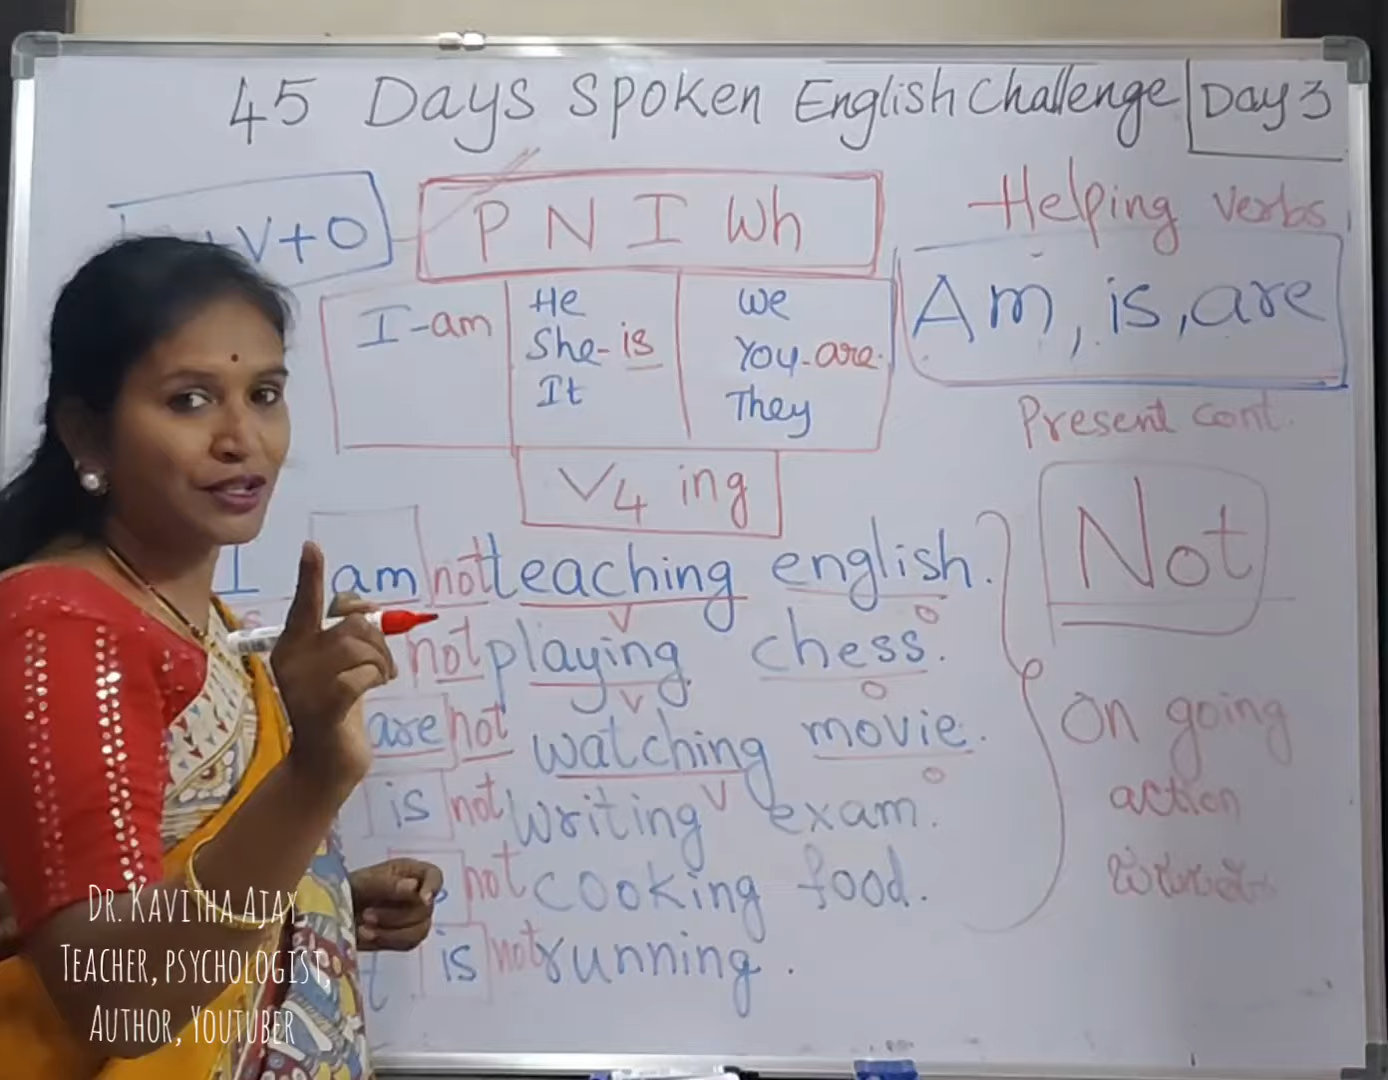 45 Days Spoken English Challenge Day 3
+V+O
P N I Wh
Helping verbs
Am, is, are
Present cont.
I-am
He
She-is
It
We
You-are
They
V4 ing
Not
I am not teaching english.
not playing chess.
are not watching movie.
is not writing exam.
not cooking food.
is not running.
S
V
O
V
O
V
O
On going
action
Dr. Kavitha Ajay,
Teacher, psychologist,
Author, Youtuber